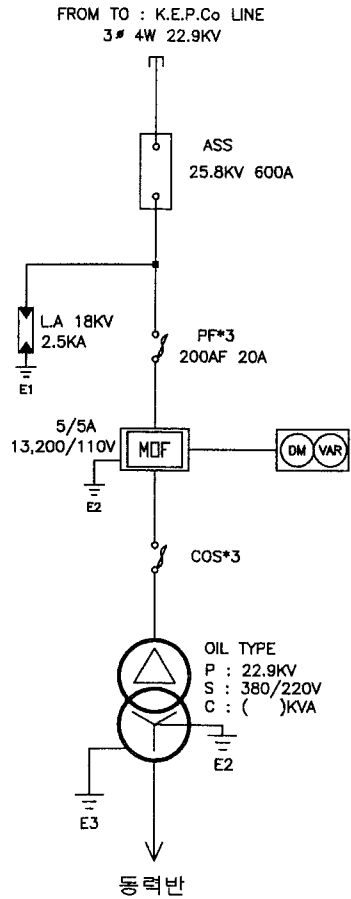 FROM TO : K.E.P.Co LINE
3ø 4W 22.9KV
ASS
25.8KV 600A
L.A 18KV
2.5KA
E1
PF*3
200AF 20A
5/5A
13,200/110V
MOF
DM VAR
E2
COS*3
OIL TYPE
P : 22.9KV
S : 380/220V
C : ( )KVA
E2
E3
동력반